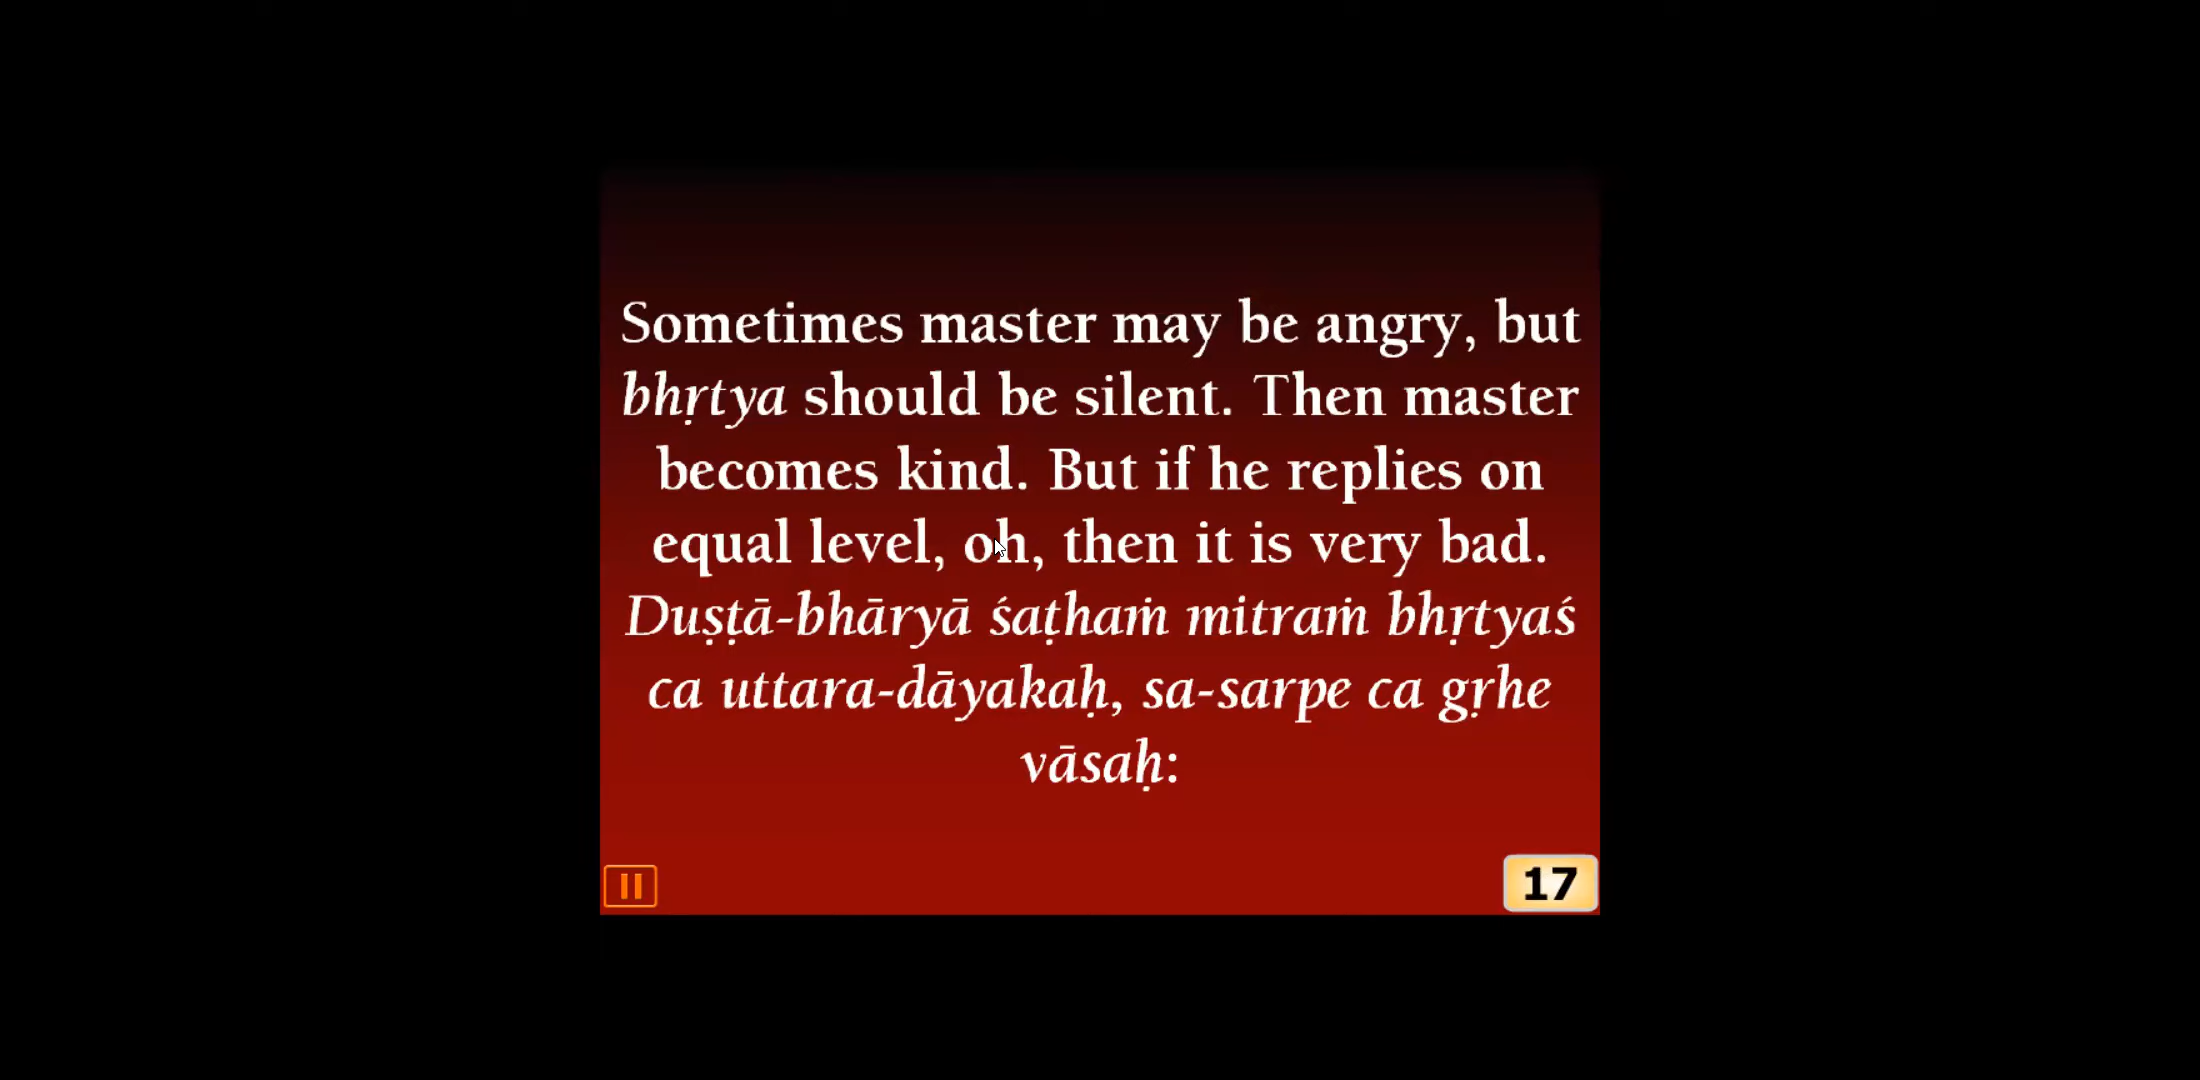 Sometimes master may be angry, but
bhṛtya should be silent. Then master
becomes kind. But if he replies on
equal level, oh, then it is very bad.
Duṣṭā-bhāryā śaṭhaṁ mitraṁ bhṛtyaś
ca uttara-dāyakaḥ, sa-sarpe ca gṛhe
vāsaḥ:
17